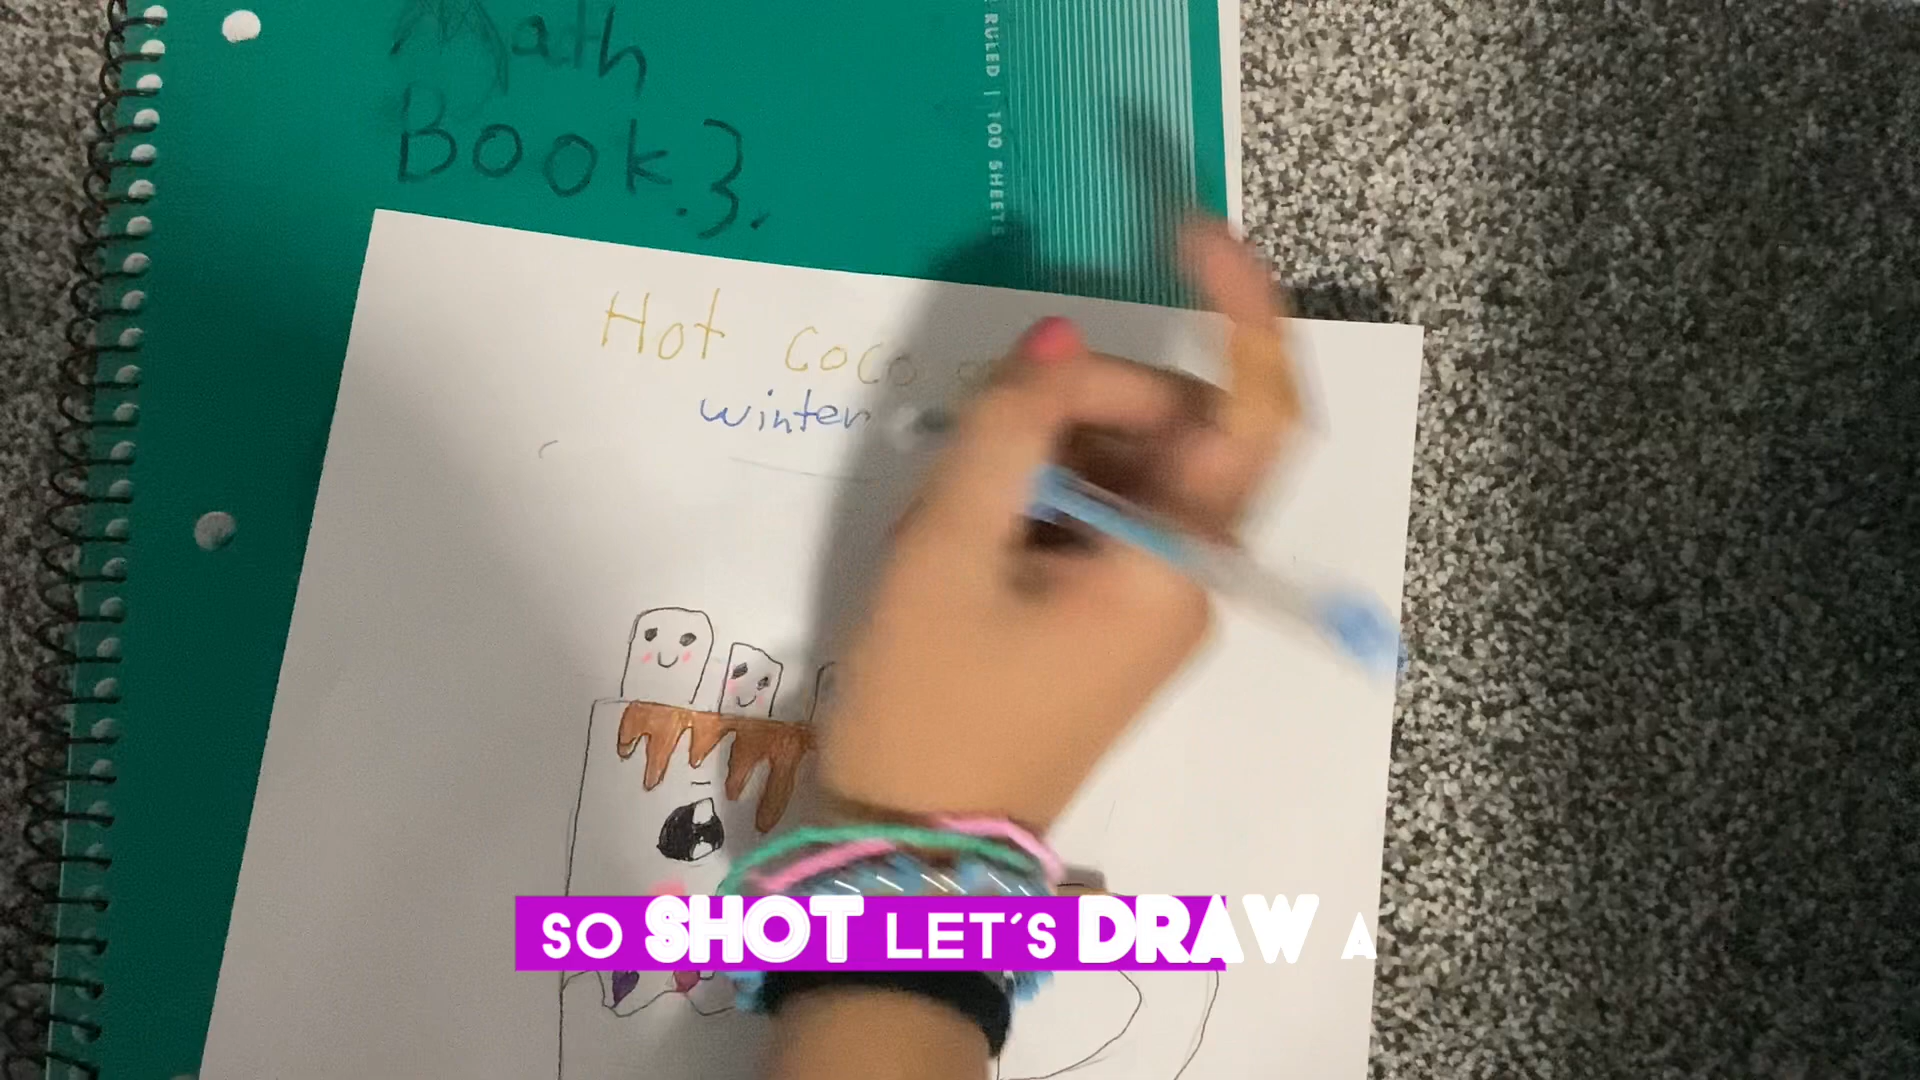 Math
Book.3.
RULED | 100 SHEETS
Hot Coco
winter
SO SHOT LET'S DRAW A